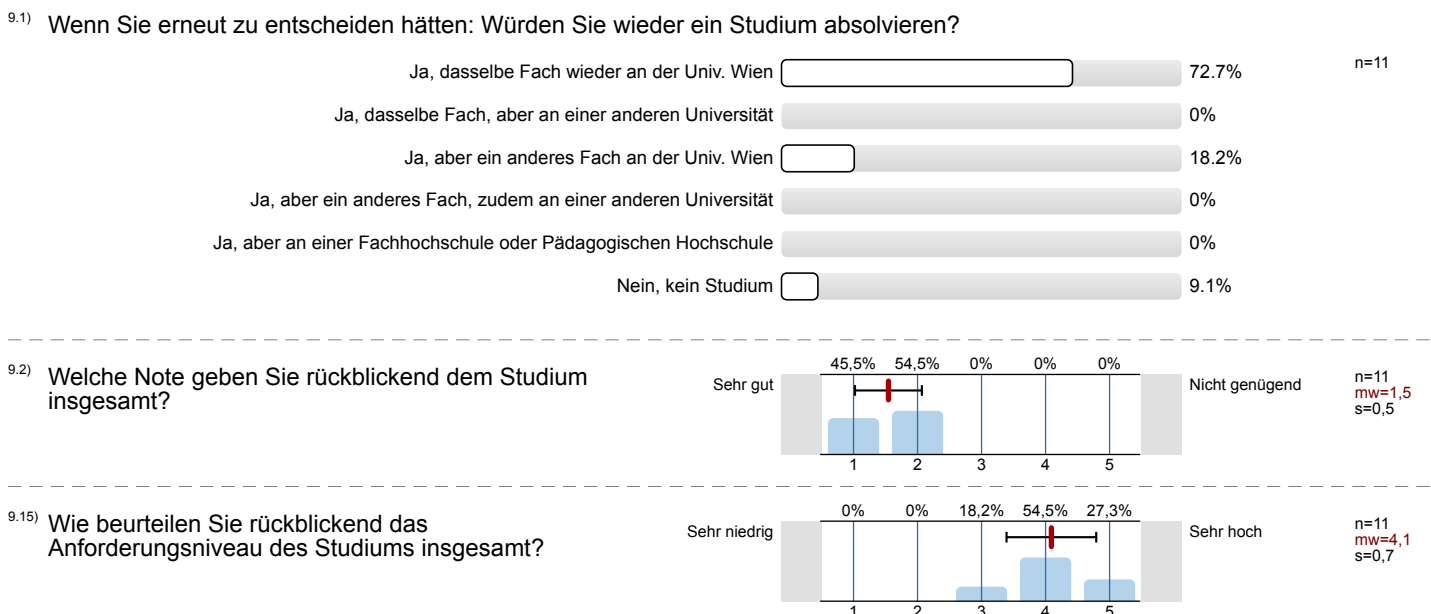 9.1) Wenn Sie erneut zu entscheiden hätten: Würden Sie wieder ein Studium absolvieren?
Ja, dasselbe Fach wieder an der Univ. Wien 72.7% n=11
Ja, dasselbe Fach, aber an einer anderen Universität 0%
Ja, aber ein anderes Fach an der Univ. Wien 18.2%
Ja, aber ein anderes Fach, zudem an einer anderen Universität 0%
Ja, aber an einer Fachhochschule oder Pädagogischen Hochschule 0%
Nein, kein Studium 9.1%
9.2) Welche Note geben Sie rückblickend dem Studium
insgesamt?
45,5% 54,5% 0% 0% 0%
Sehr gut Nicht genügend
1 2 3 4 5
n=11
mw=1,5
s=0,5
9.15) Wie beurteilen Sie rückblickend das
Anforderungsniveau des Studiums insgesamt?
0% 0% 18,2% 54,5% 27,3%
Sehr niedrig Sehr hoch
1 2 3 4 5
n=11
mw=4,1
s=0,7